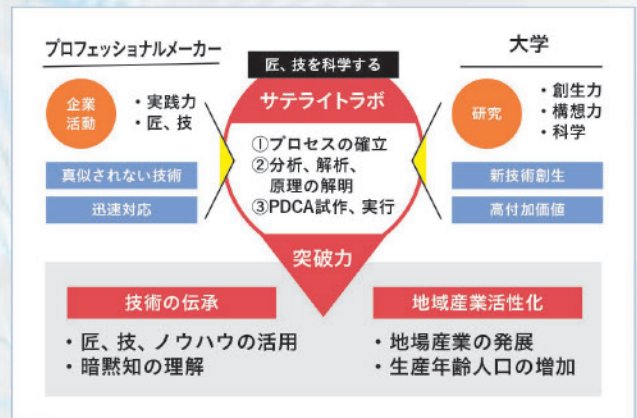 プロフェッショナルメーカー
企業
活動
・実践力
・匠、技
真似されない技術
迅速対応
匠、技を科学する
サテライトラボ
①プロセスの確立
②分析、解析、
原理の解明
③PDCA試作、実行
突破力
大学
研究
・創生力
・構想力
・科学
新技術創生
高付加価値
技術の伝承
・匠、技、ノウハウの活用
・暗黙知の理解
地域産業活性化
・地場産業の発展
・生産年齢人口の増加